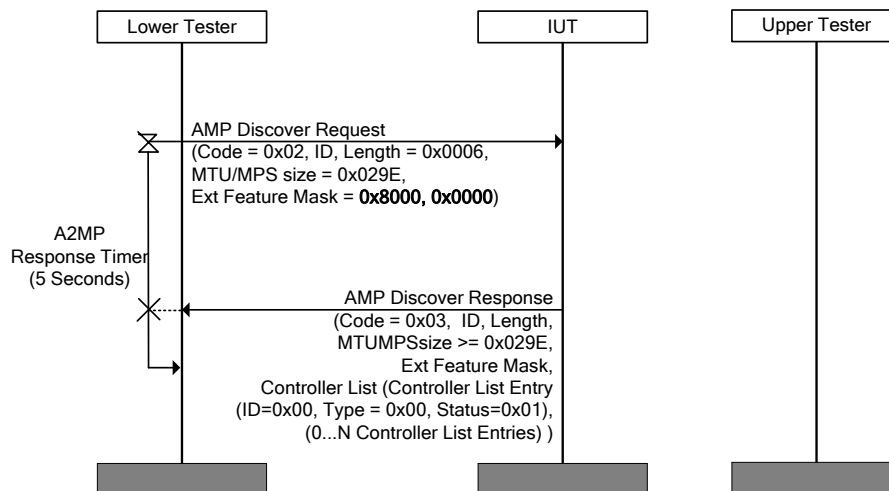 Lower Tester
IUT
Upper Tester
AMP Discover Request
(Code = 0x02, ID, Length = 0x0006,
MTU/MPS size = 0x029E,
Ext Feature Mask = 0x8000, 0x0000)
A2MP
Response Timer
(5 Seconds)
AMP Discover Response
(Code = 0x03, ID, Length,
MTUMPSsize >= 0x029E,
Ext Feature Mask,
Controller List (Controller List Entry
(ID=0x00, Type = 0x00, Status=0x01),
(0...N Controller List Entries) )